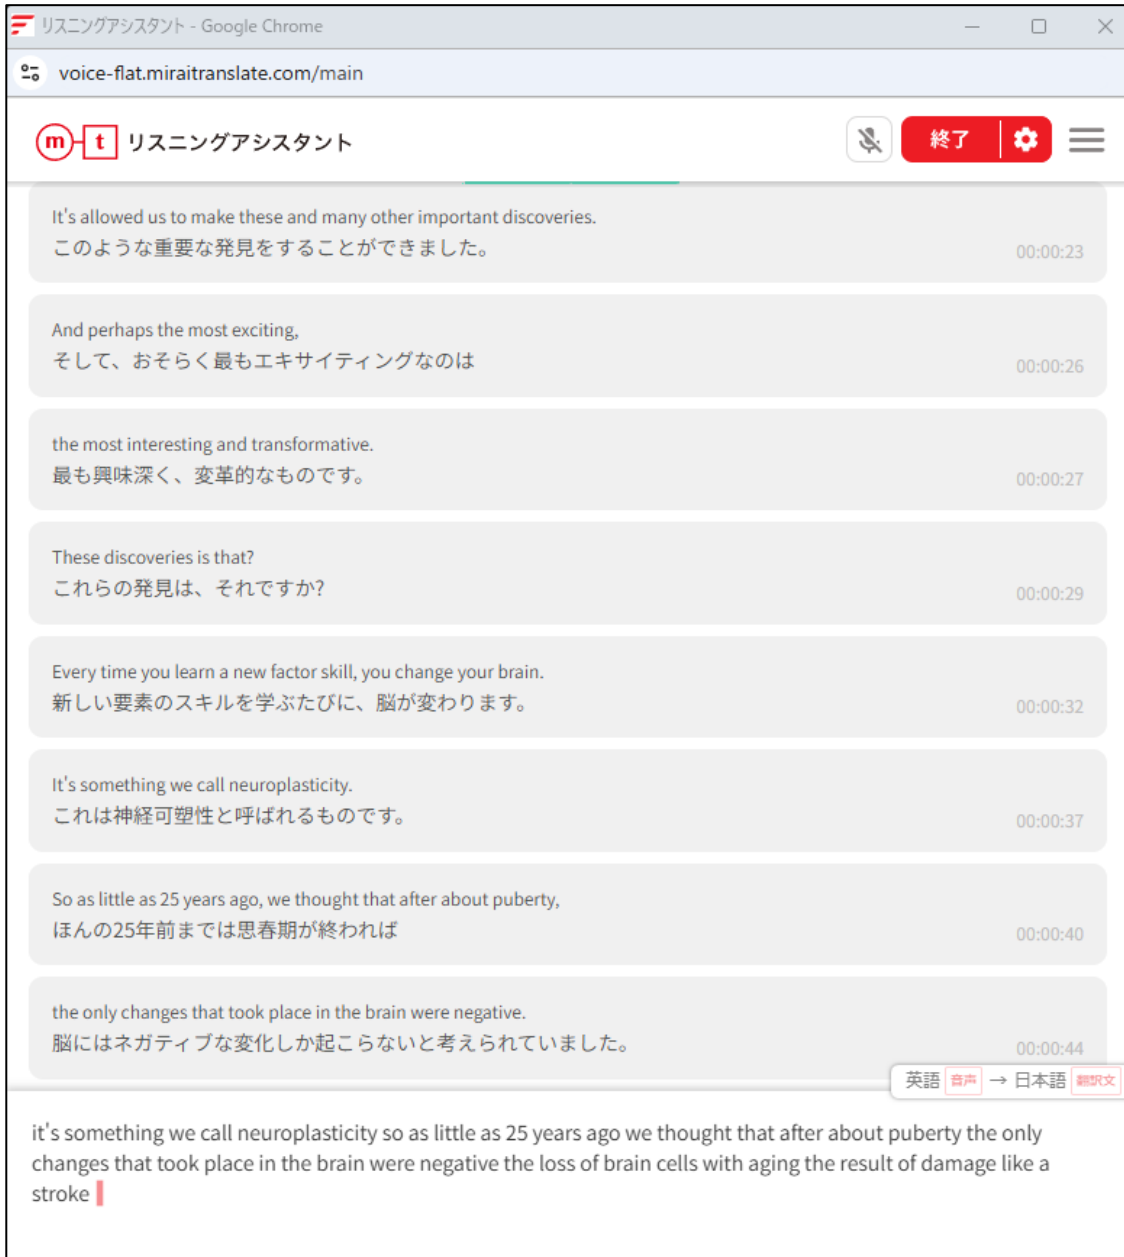 リスニングアシスタント - Google Chrome
voice-flat.miraitranslate.com/main
m t リスニングアシスタント
終了
It's allowed us to make these and many other important discoveries.
このような重要な発見をすることができました。
00:00:23
And perhaps the most exciting,
そして、おそらく最もエキサイティングなのは
00:00:26
the most interesting and transformative.
最も興味深く、変革的なものです。
00:00:27
These discoveries is that?
これらの発見は、それですか?
00:00:29
Every time you learn a new factor skill, you change your brain.
新しい要素のスキルを学ぶたびに、脳が変わります。
00:00:32
It's something we call neuroplasticity.
これは神経可塑性と呼ばれるものです。
00:00:37
So as little as 25 years ago, we thought that after about puberty,
ほんの25年前までは思春期が終われば
00:00:40
the only changes that took place in the brain were negative.
脳にはネガティブな変化しか起こらないと考えられていました。
00:00:44
英語 音声 → 日本語 翻訳文
it's something we call neuroplasticity so as little as 25 years ago we thought that after about puberty the only
changes that took place in the brain were negative the loss of brain cells with aging the result of damage like a
stroke